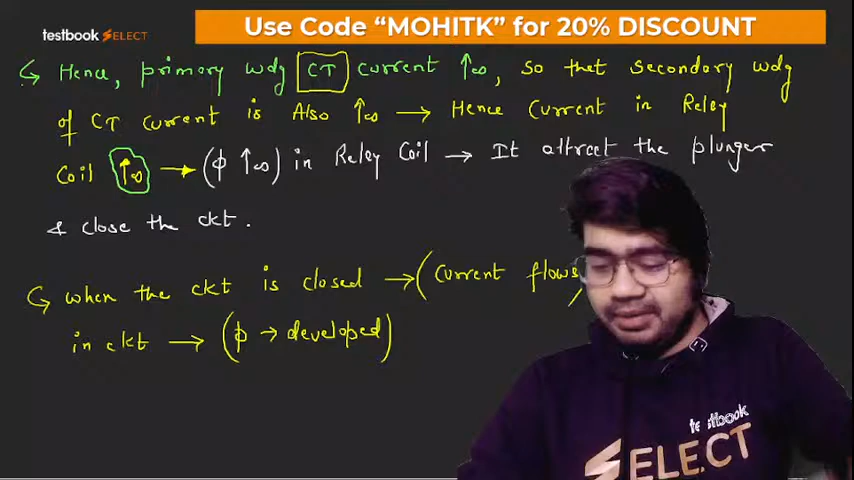 testbook SELECT
Use Code “MOHITK” for 20% DISCOUNT
↪ Hence, primary wdg CT current ↑∞, so that secondary wdg
of CT current is Also ↑∞ → Hence Current in Relay
Coil ↑∞ → (ϕ ↑∞) in Relay Coil → It attract the plunger
& close the ckt.
↪ when the ckt is closed → (Current flows)
in ckt → (ϕ → developed)
testbook
SELECT